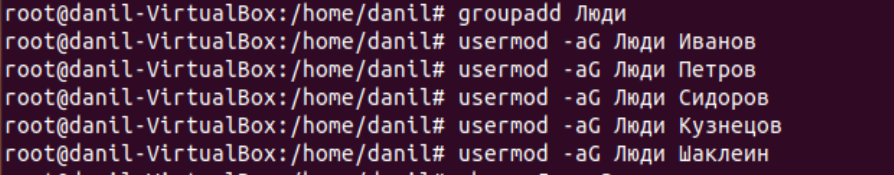 root@danil-VirtualBox:/home/danil# groupadd Люди
root@danil-VirtualBox:/home/danil# usermod -aG Люди Иванов
root@danil-VirtualBox:/home/danil# usermod -aG Люди Петров
root@danil-VirtualBox:/home/danil# usermod -aG Люди Сидоров
root@danil-VirtualBox:/home/danil# usermod -aG Люди Кузнецов
root@danil-VirtualBox:/home/danil# usermod -aG Люди Шаклеин